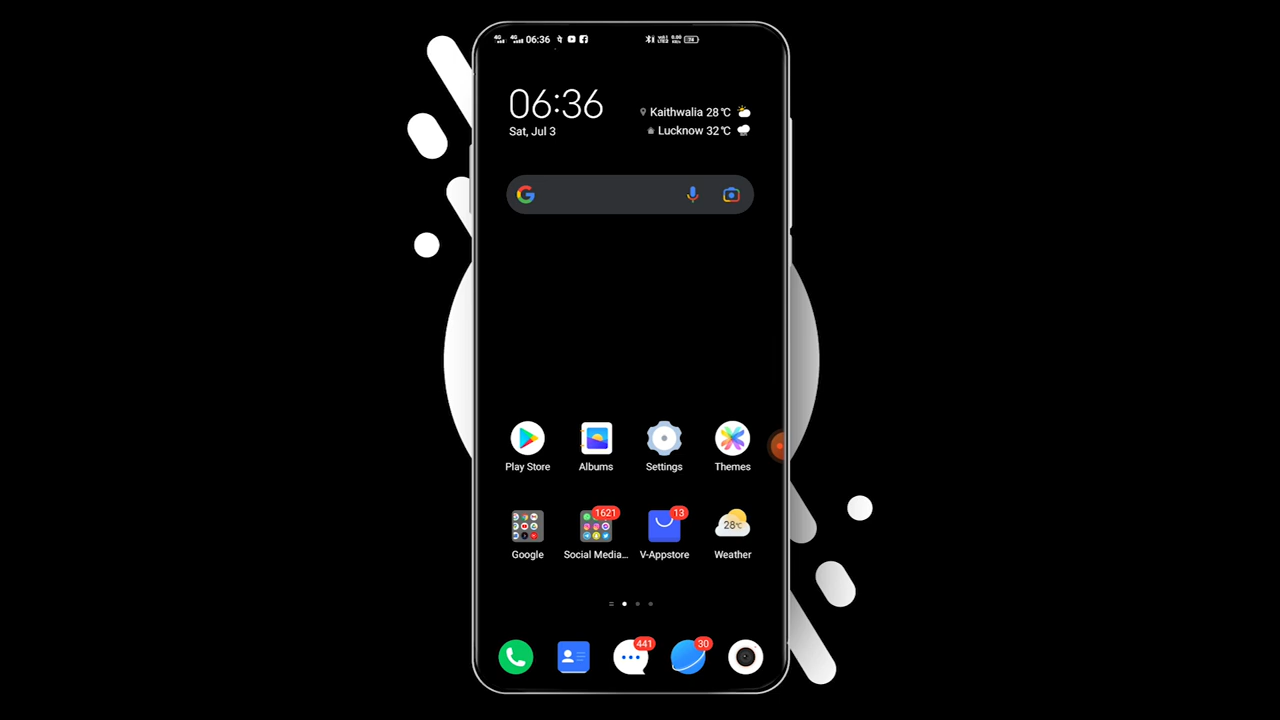 06:36
06:36
Sat, Jul 3
Kaithwalia 28℃
Lucknow 32℃
Play Store
Albums
Settings
Themes
1621
13
28℃
Google
Social Media...
V-Appstore
Weather
441
30